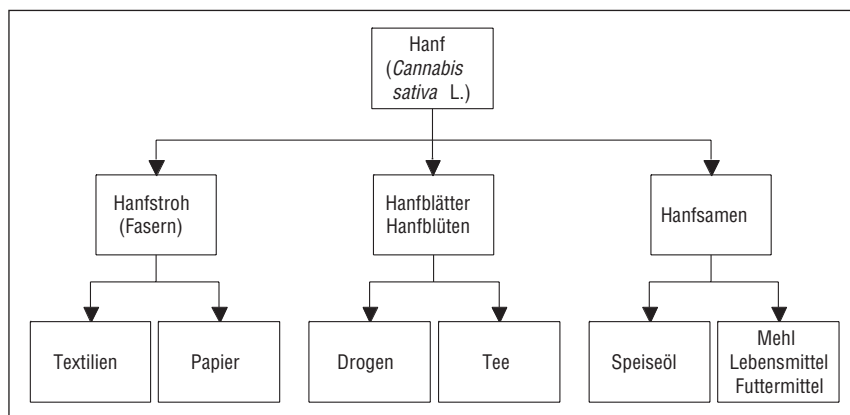 Hanf
(Cannabis
sativa L.)
Hanfstroh
(Fasern)
Hanfblätter
Hanfblüten
Hanfsamen
Textilien
Papier
Drogen
Tee
Speiseöl
Mehl
Lebensmittel
Futtermittel